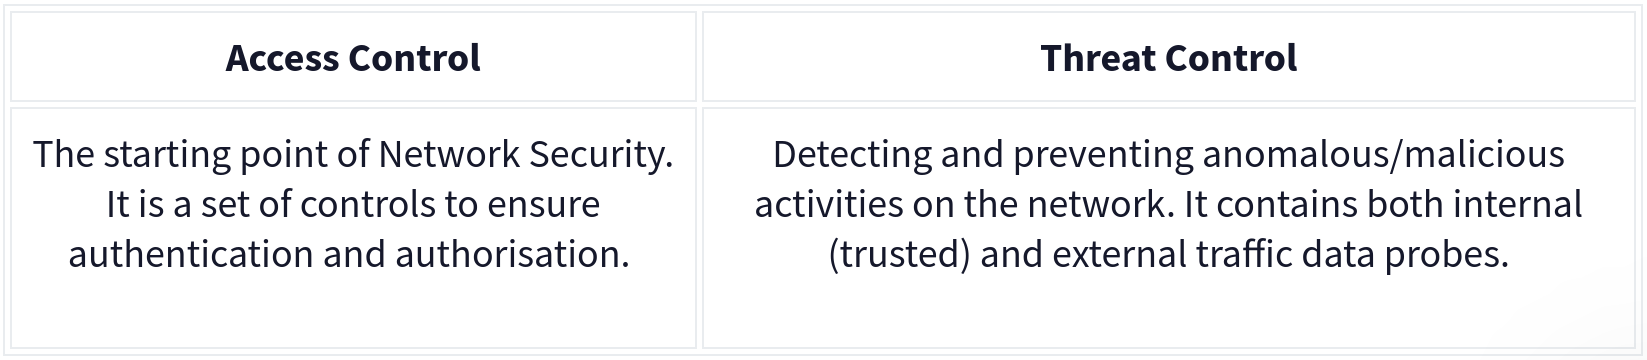 Access Control
Threat Control
The starting point of Network Security.
It is a set of controls to ensure
authentication and authorisation.
Detecting and preventing anomalous/malicious
activities on the network. It contains both internal
(trusted) and external traffic data probes.